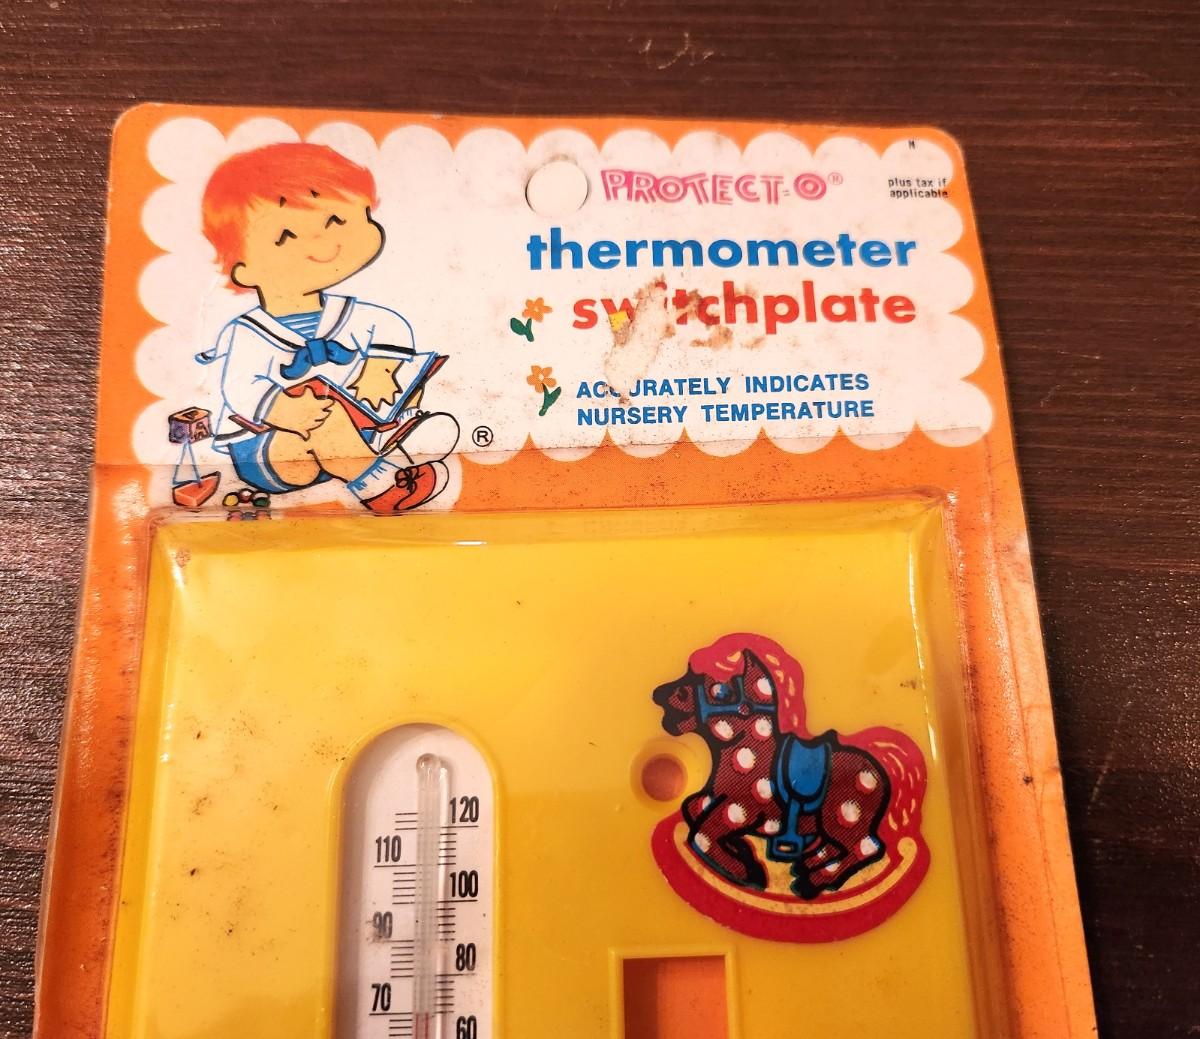 PROTECT-O®
M
plus tax if
applicable
thermometer
switchplate
ACCURATELY INDICATES
NURSERY TEMPERATURE
®
120
110
100
90
80
70
60